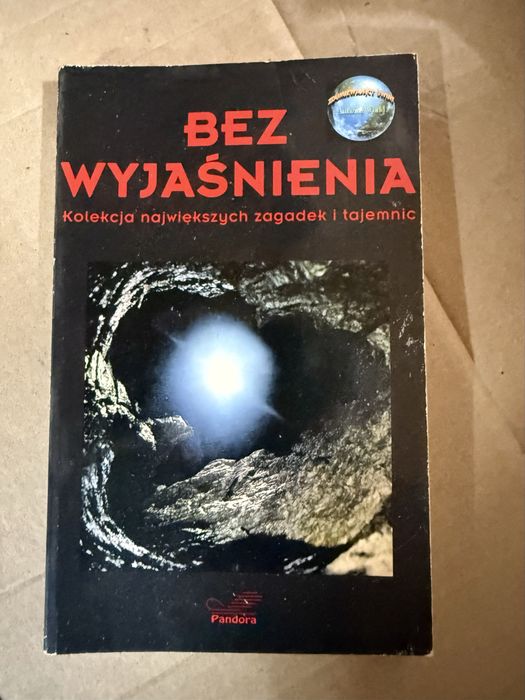 BEZ
WYJAŚNIENIA
Kolekcja największych zagadek i tajemnic
Pandora